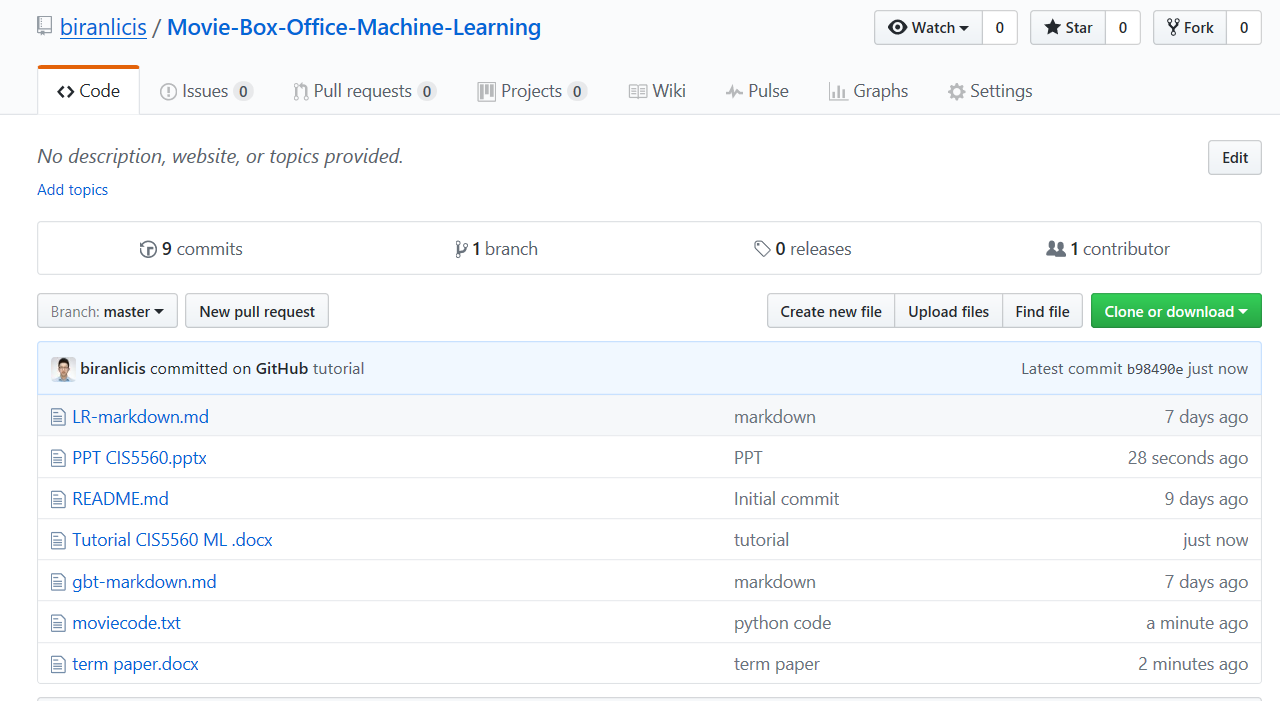 biranlicis / Movie-Box-Office-Machine-Learning Watch 0 Star 0 Fork 0
Code Issues 0 Pull requests 0 Projects 0 Wiki Pulse Graphs Settings
No description, website, or topics provided. Edit
Add topics
9 commits 1 branch 0 releases 1 contributor
Branch: master New pull request Create new file Upload files Find file Clone or download
biranlicis committed on GitHub tutorial Latest commit b98490e just now
LR-markdown.md markdown 7 days ago
PPT CIS5560.pptx PPT 28 seconds ago
README.md Initial commit 9 days ago
Tutorial CIS5560 ML .docx tutorial just now
gbt-markdown.md markdown 7 days ago
moviecode.txt python code a minute ago
term paper.docx term paper 2 minutes ago